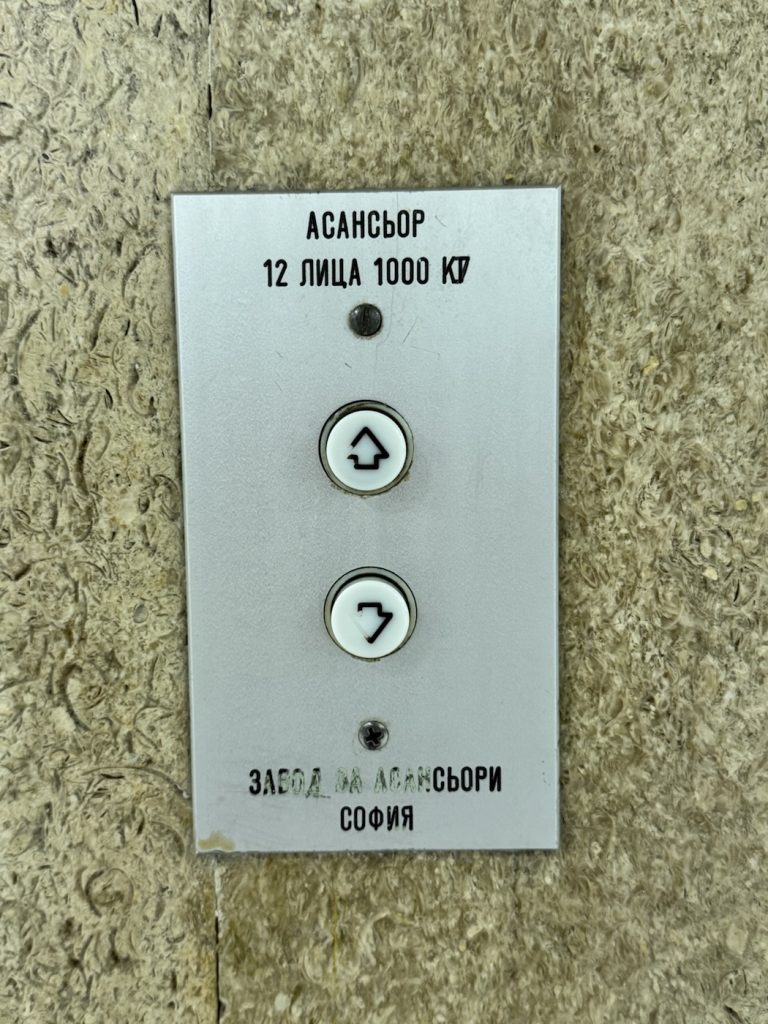 АСАНСЬОР
12 ЛИЦА 1000 КГ
ЗАВОД ЗА АСАНСЬОРИ
СОФИЯ